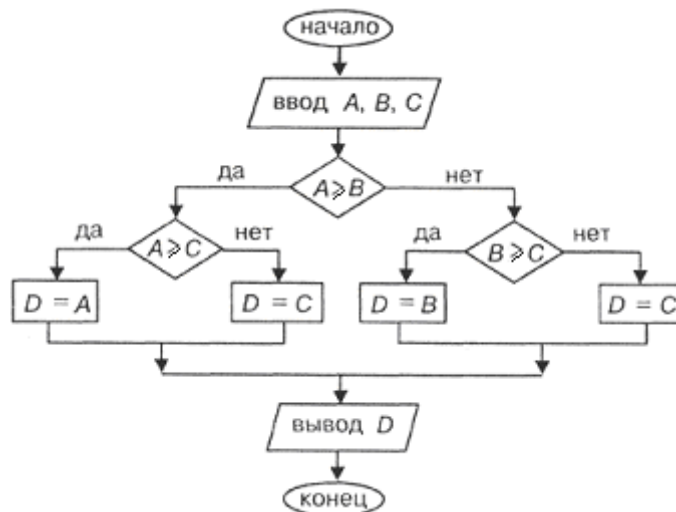 начало
ввод A, B, C
да
A⩾B
нет
да
A⩾C
нет
да
B⩾C
нет
D = A
D = C
D = B
D = C
вывод D
конец